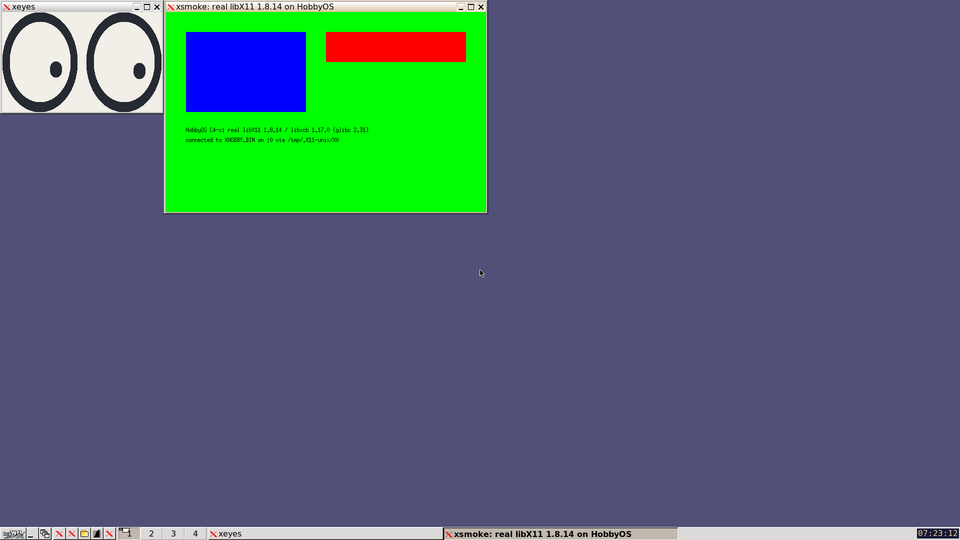 xeyes
xsmoke: real libX11 1.8.14 on HobbyOS
HobbyOS C4-x: real libX11 1.8.14 / libxcb 1.17.0 (glibc 2.31)
connected to XHOBBY.BIN on :0 via /tmp/.X11-unix/X0
1 2 3 4 xeyes xsmoke: real libX11 1.8.14 on HobbyOS 07:23:12